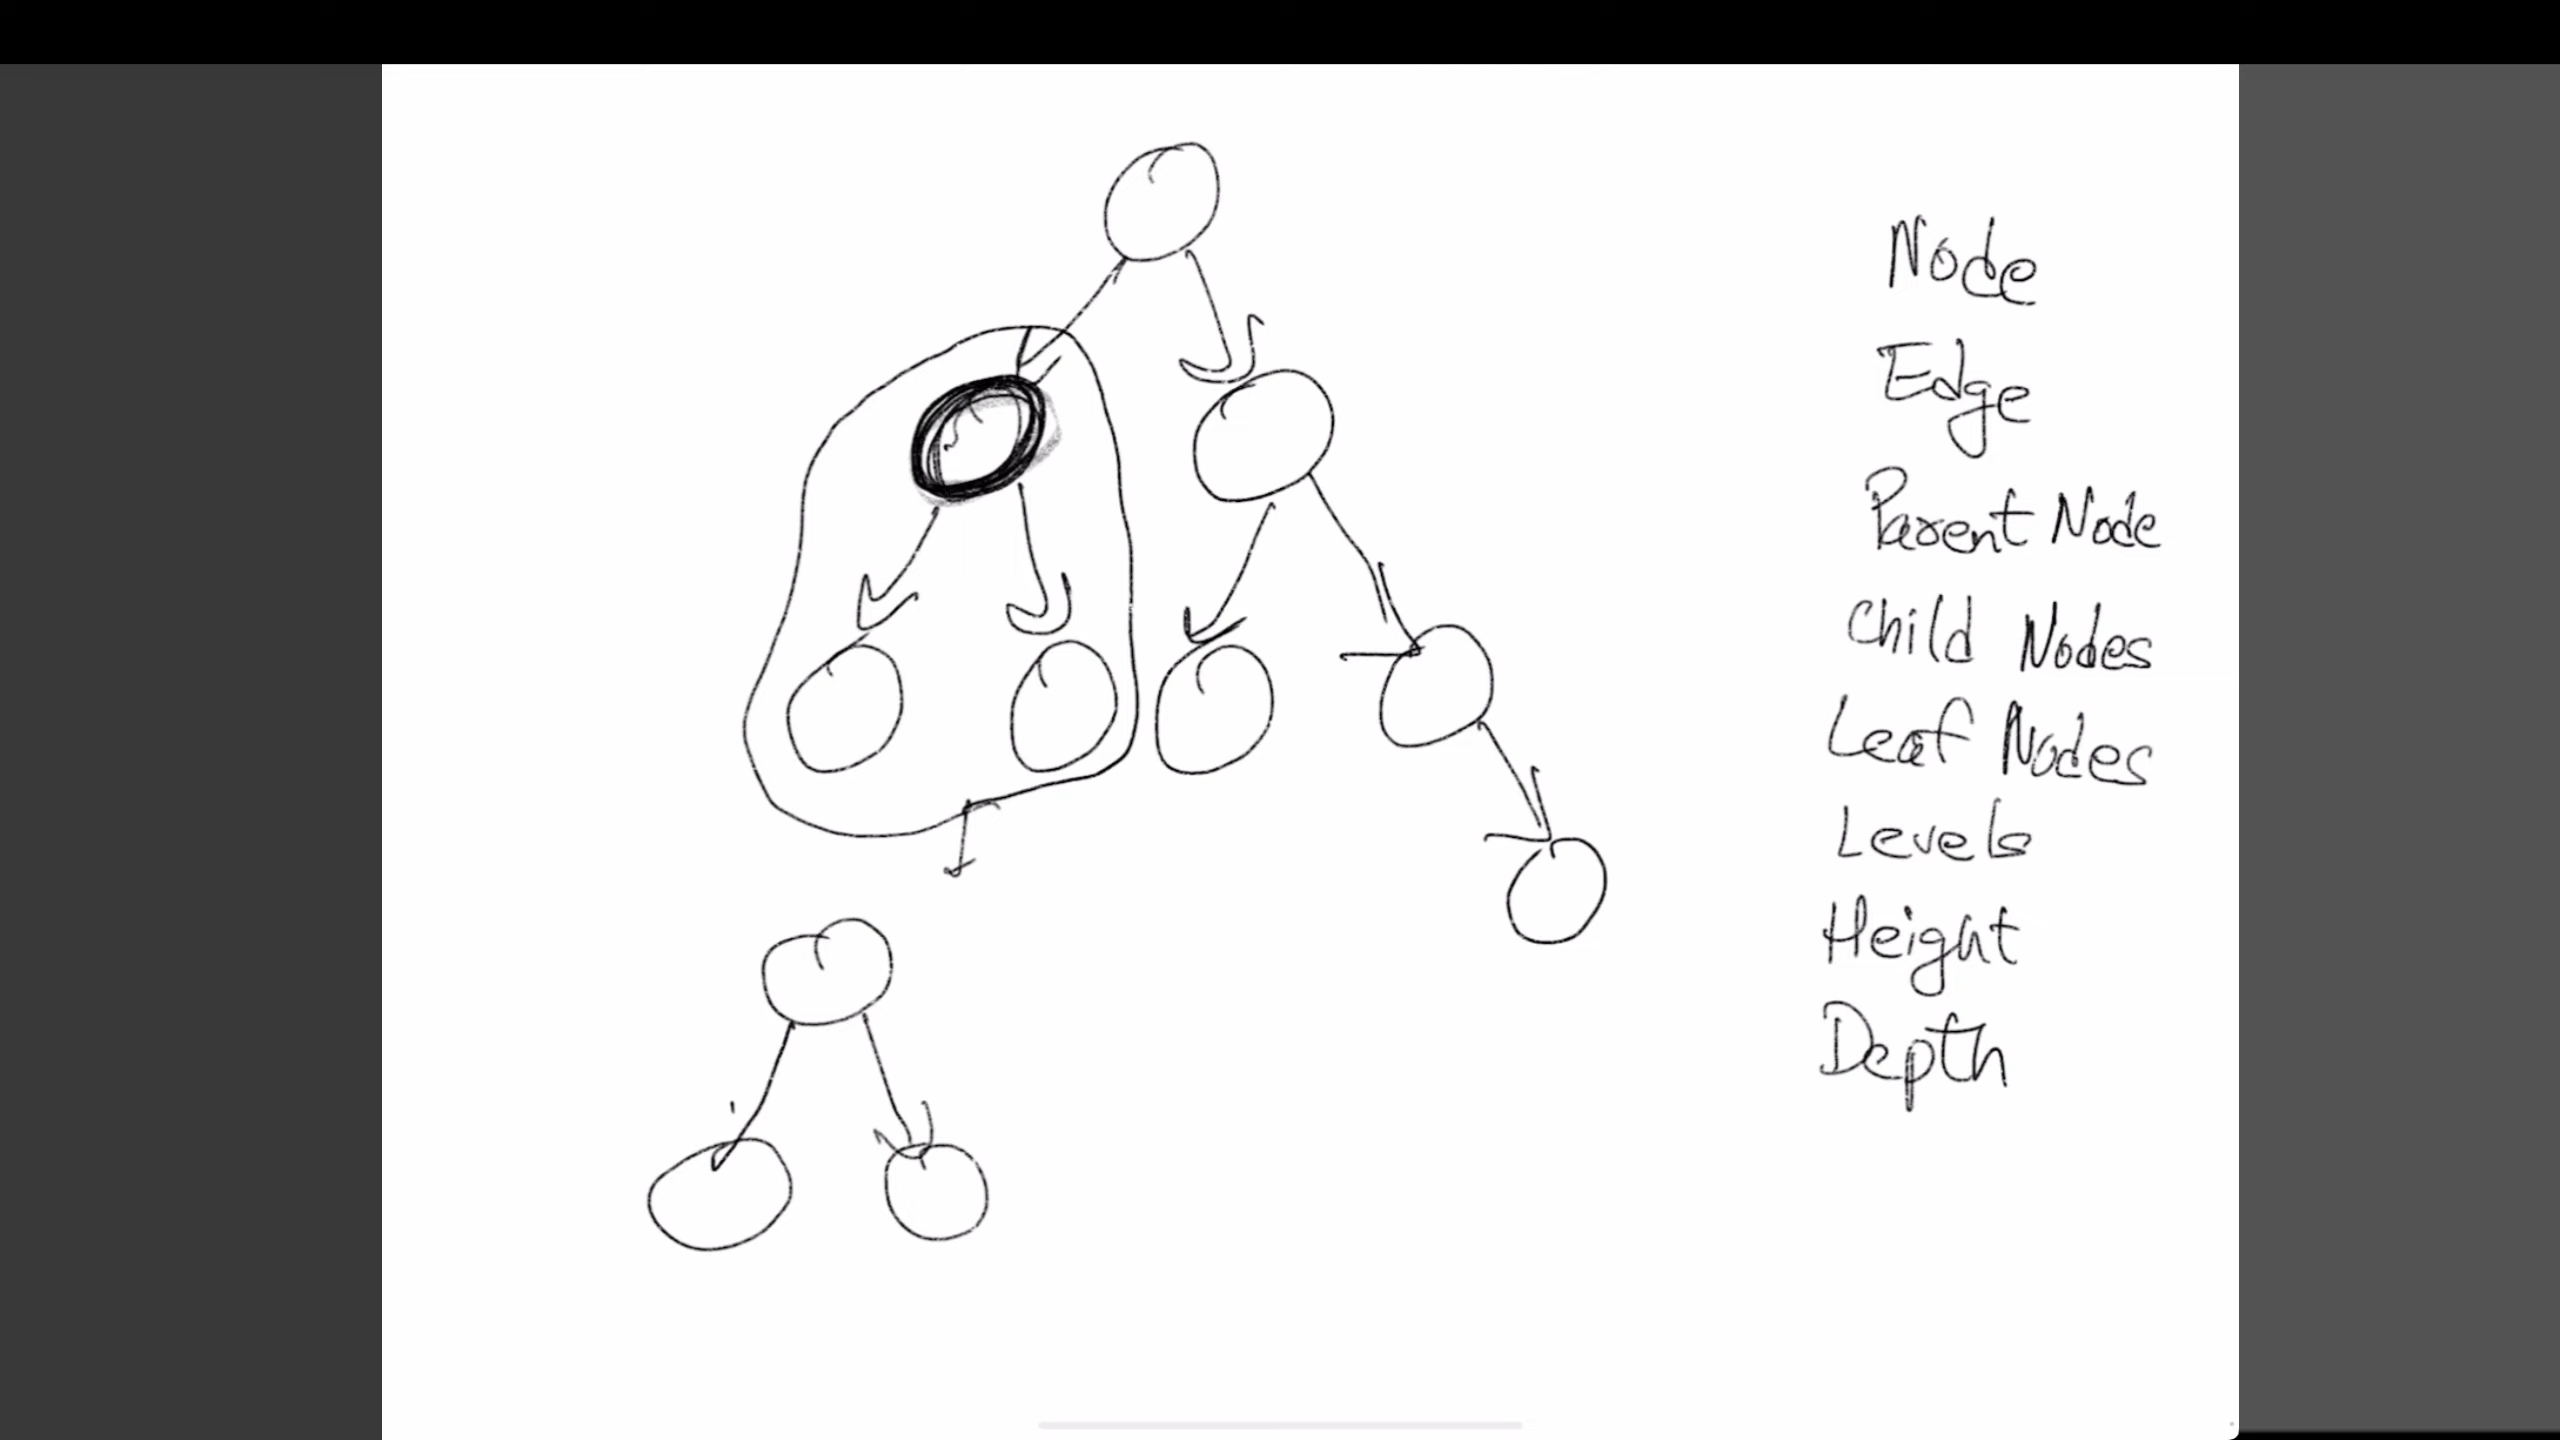 Node
Edge
Parent Node
Child Nodes
Leaf Nodes
Levels
Height
Depth